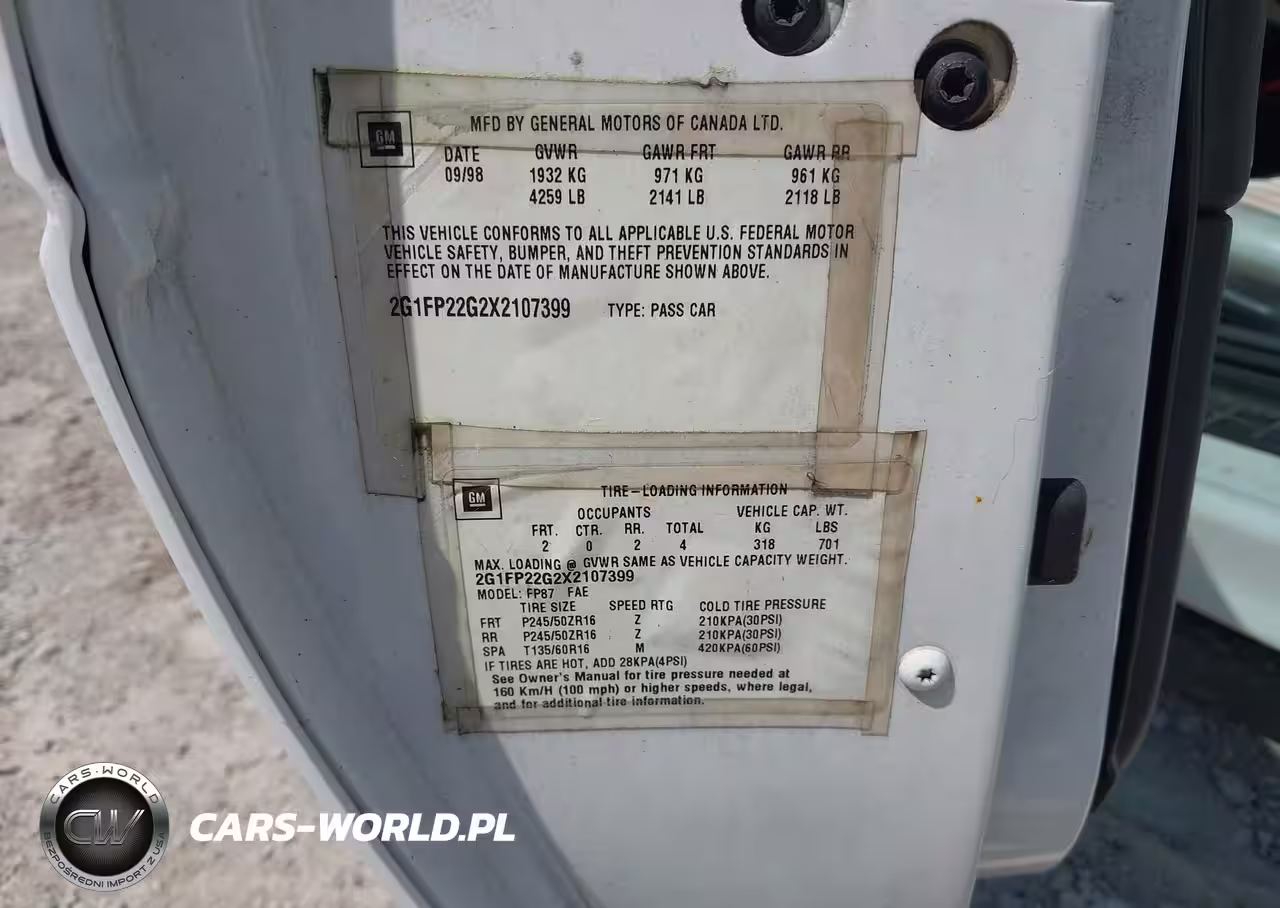 GM
MFD BY GENERAL MOTORS OF CANADA LTD.
DATE GVWR GAWR FRT GAWR RR
09/98 1932 KG 971 KG 961 KG
4259 LB 2141 LB 2118 LB
THIS VEHICLE CONFORMS TO ALL APPLICABLE U.S. FEDERAL MOTOR
VEHICLE SAFETY, BUMPER, AND THEFT PREVENTION STANDARDS IN
EFFECT ON THE DATE OF MANUFACTURE SHOWN ABOVE.
2G1FP22G2X2107399 TYPE: PASS CAR
GM
TIRE-LOADING INFORMATION
OCCUPANTS VEHICLE CAP. WT.
FRT. CTR. RR. TOTAL KG LBS
2 0 2 4 318 701
MAX. LOADING @ GVWR SAME AS VEHICLE CAPACITY WEIGHT.
2G1FP22G2X2107399
MODEL: FP87 FAE
TIRE SIZE SPEED RTG COLD TIRE PRESSURE
FRT P245/50ZR16 Z 210KPA(30PSI)
RR P245/50ZR16 Z 210KPA(30PSI)
SPA T135/60R16 M 420KPA(60PSI)
IF TIRES ARE HOT, ADD 28KPA(4PSI)
See Owner's Manual for tire pressure needed at
160 Km/H (100 mph) or higher speeds, where legal,
and for additional tire information.
CARS-WORLD
CW
BEZPOŚREDNI IMPORT Z USA
CARS-WORLD.PL